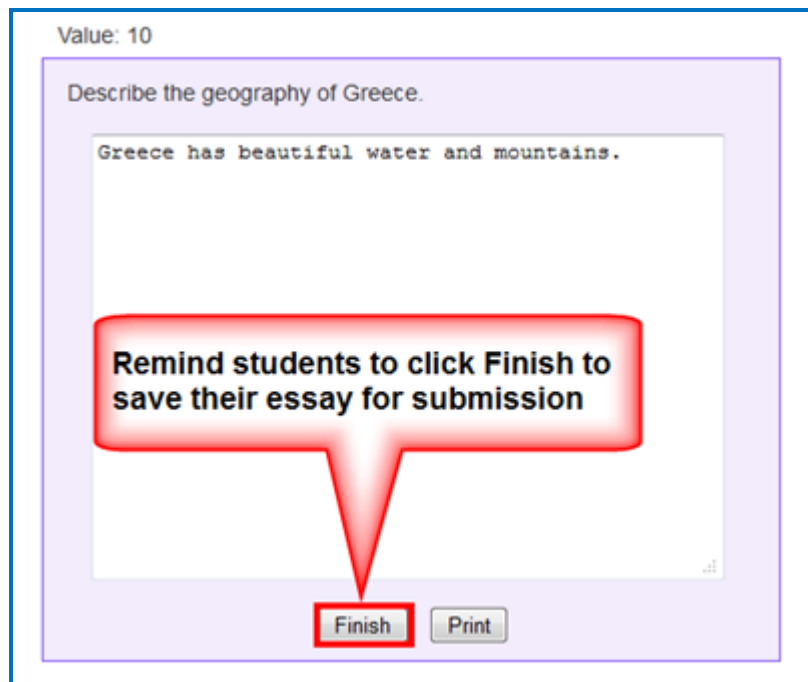 Value: 10
Describe the geography of Greece.
Greece has beautiful water and mountains.
Remind students to click Finish to
save their essay for submission
Finish Print